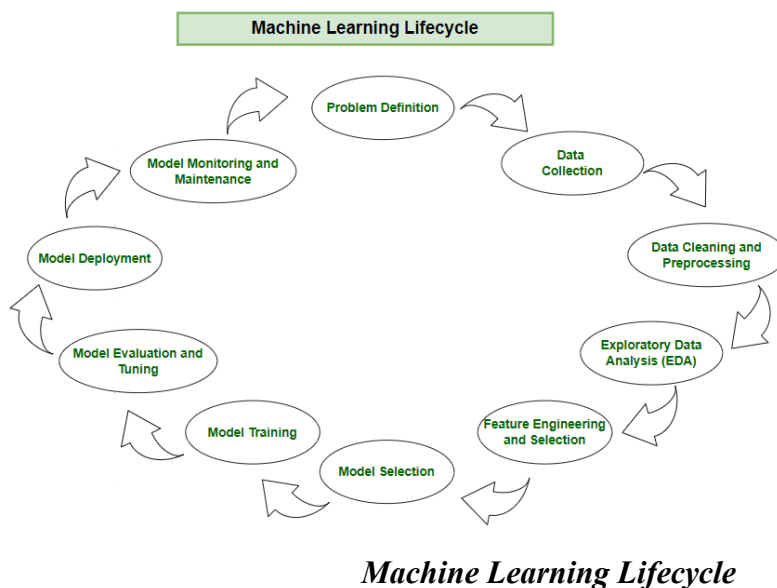 Machine Learning Lifecycle
Problem Definition
Data
Collection
Data Cleaning and
Preprocessing
Exploratory Data
Analysis (EDA)
Feature Engineering
and Selection
Model Selection
Model Training
Model Evaluation and
Tuning
Model Deployment
Model Monitoring and
Maintenance
Machine Learning Lifecycle